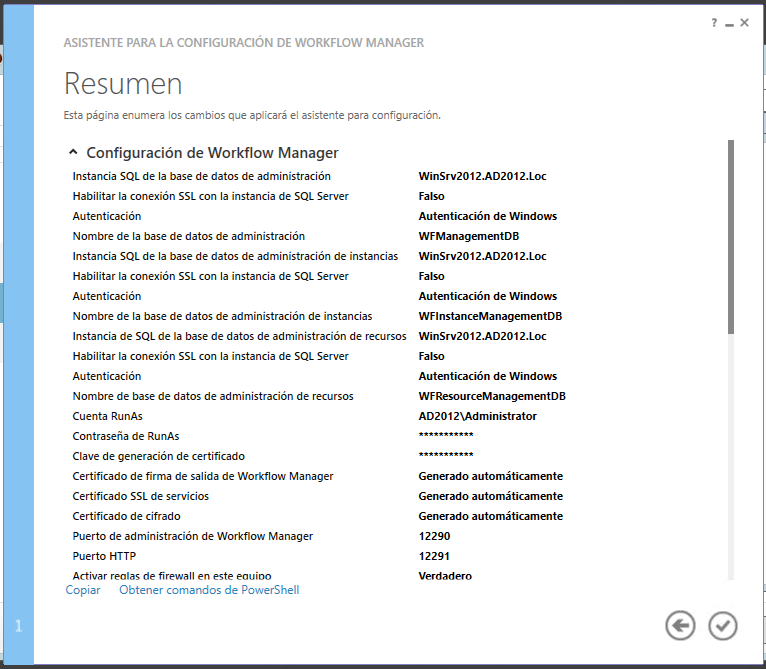 ?
ASISTENTE PARA LA CONFIGURACIÓN DE WORKFLOW MANAGER
Resumen
Esta página enumera los cambios que aplicará el asistente para configuración.
Configuración de Workflow Manager
Instancia SQL de la base de datos de administración WinSrv2012.AD2012.Loc
Habilitar la conexión SSL con la instancia de SQL Server Falso
Autenticación Autenticación de Windows
Nombre de la base de datos de administración WFManagementDB
Instancia SQL de la base de datos de administración de instancias WinSrv2012.AD2012.Loc
Habilitar la conexión SSL con la instancia de SQL Server Falso
Autenticación Autenticación de Windows
Nombre de la base de datos de administración de instancias WFInstanceManagementDB
Instancia de SQL de la base de datos de administración de recursos WinSrv2012.AD2012.Loc
Habilitar la conexión SSL con la instancia de SQL Server Falso
Autenticación Autenticación de Windows
Nombre de base de datos de administración de recursos WFResourceManagementDB
Cuenta RunAs AD2012\Administrator
Contraseña de RunAs ***********
Clave de generación de certificado ***********
Certificado de firma de salida de Workflow Manager Generado automáticamente
Certificado SSL de servicios Generado automáticamente
Certificado de cifrado Generado automáticamente
Puerto de administración de Workflow Manager 12290
Puerto HTTP 12291
Activar reglas de firewall en este equipo Verdadero
Copiar Obtener comandos de PowerShell
1